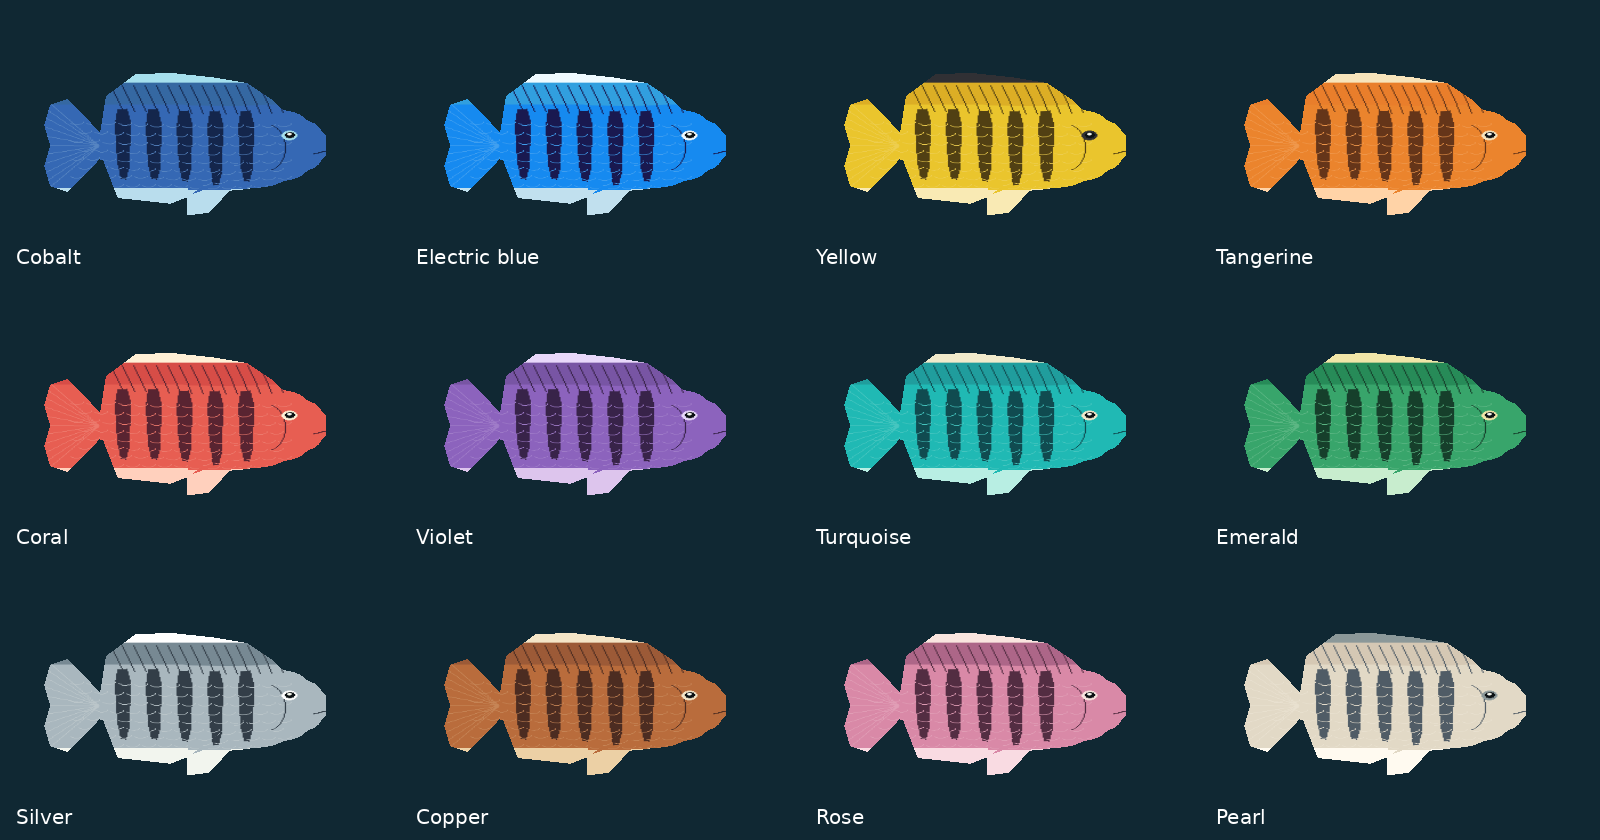 Cobalt
Electric blue
Yellow
Tangerine
Coral
Violet
Turquoise
Emerald
Silver
Copper
Rose
Pearl